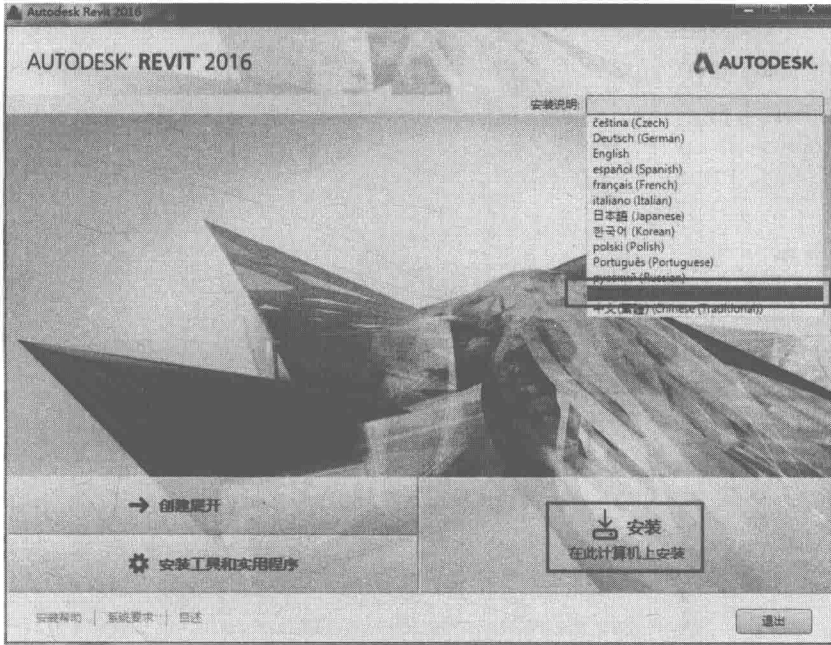 Autodesk Revit 2016
AUTODESK® REVIT® 2016
AUTODESK.
安装说明:
čeština (Czech)
Deutsch (German)
English
español (Spanish)
français (French)
italiano (Italian)
日本語 (Japanese)
한국어 (Korean)
polski (Polish)
Português (Portuguese)
русский (Russian)
中文(繁體) (Chinese (Traditional))
→ 创建展开
安装工具和实用程序
安装
在此计算机上安装
安装帮助 | 系统要求 | 自述
退出